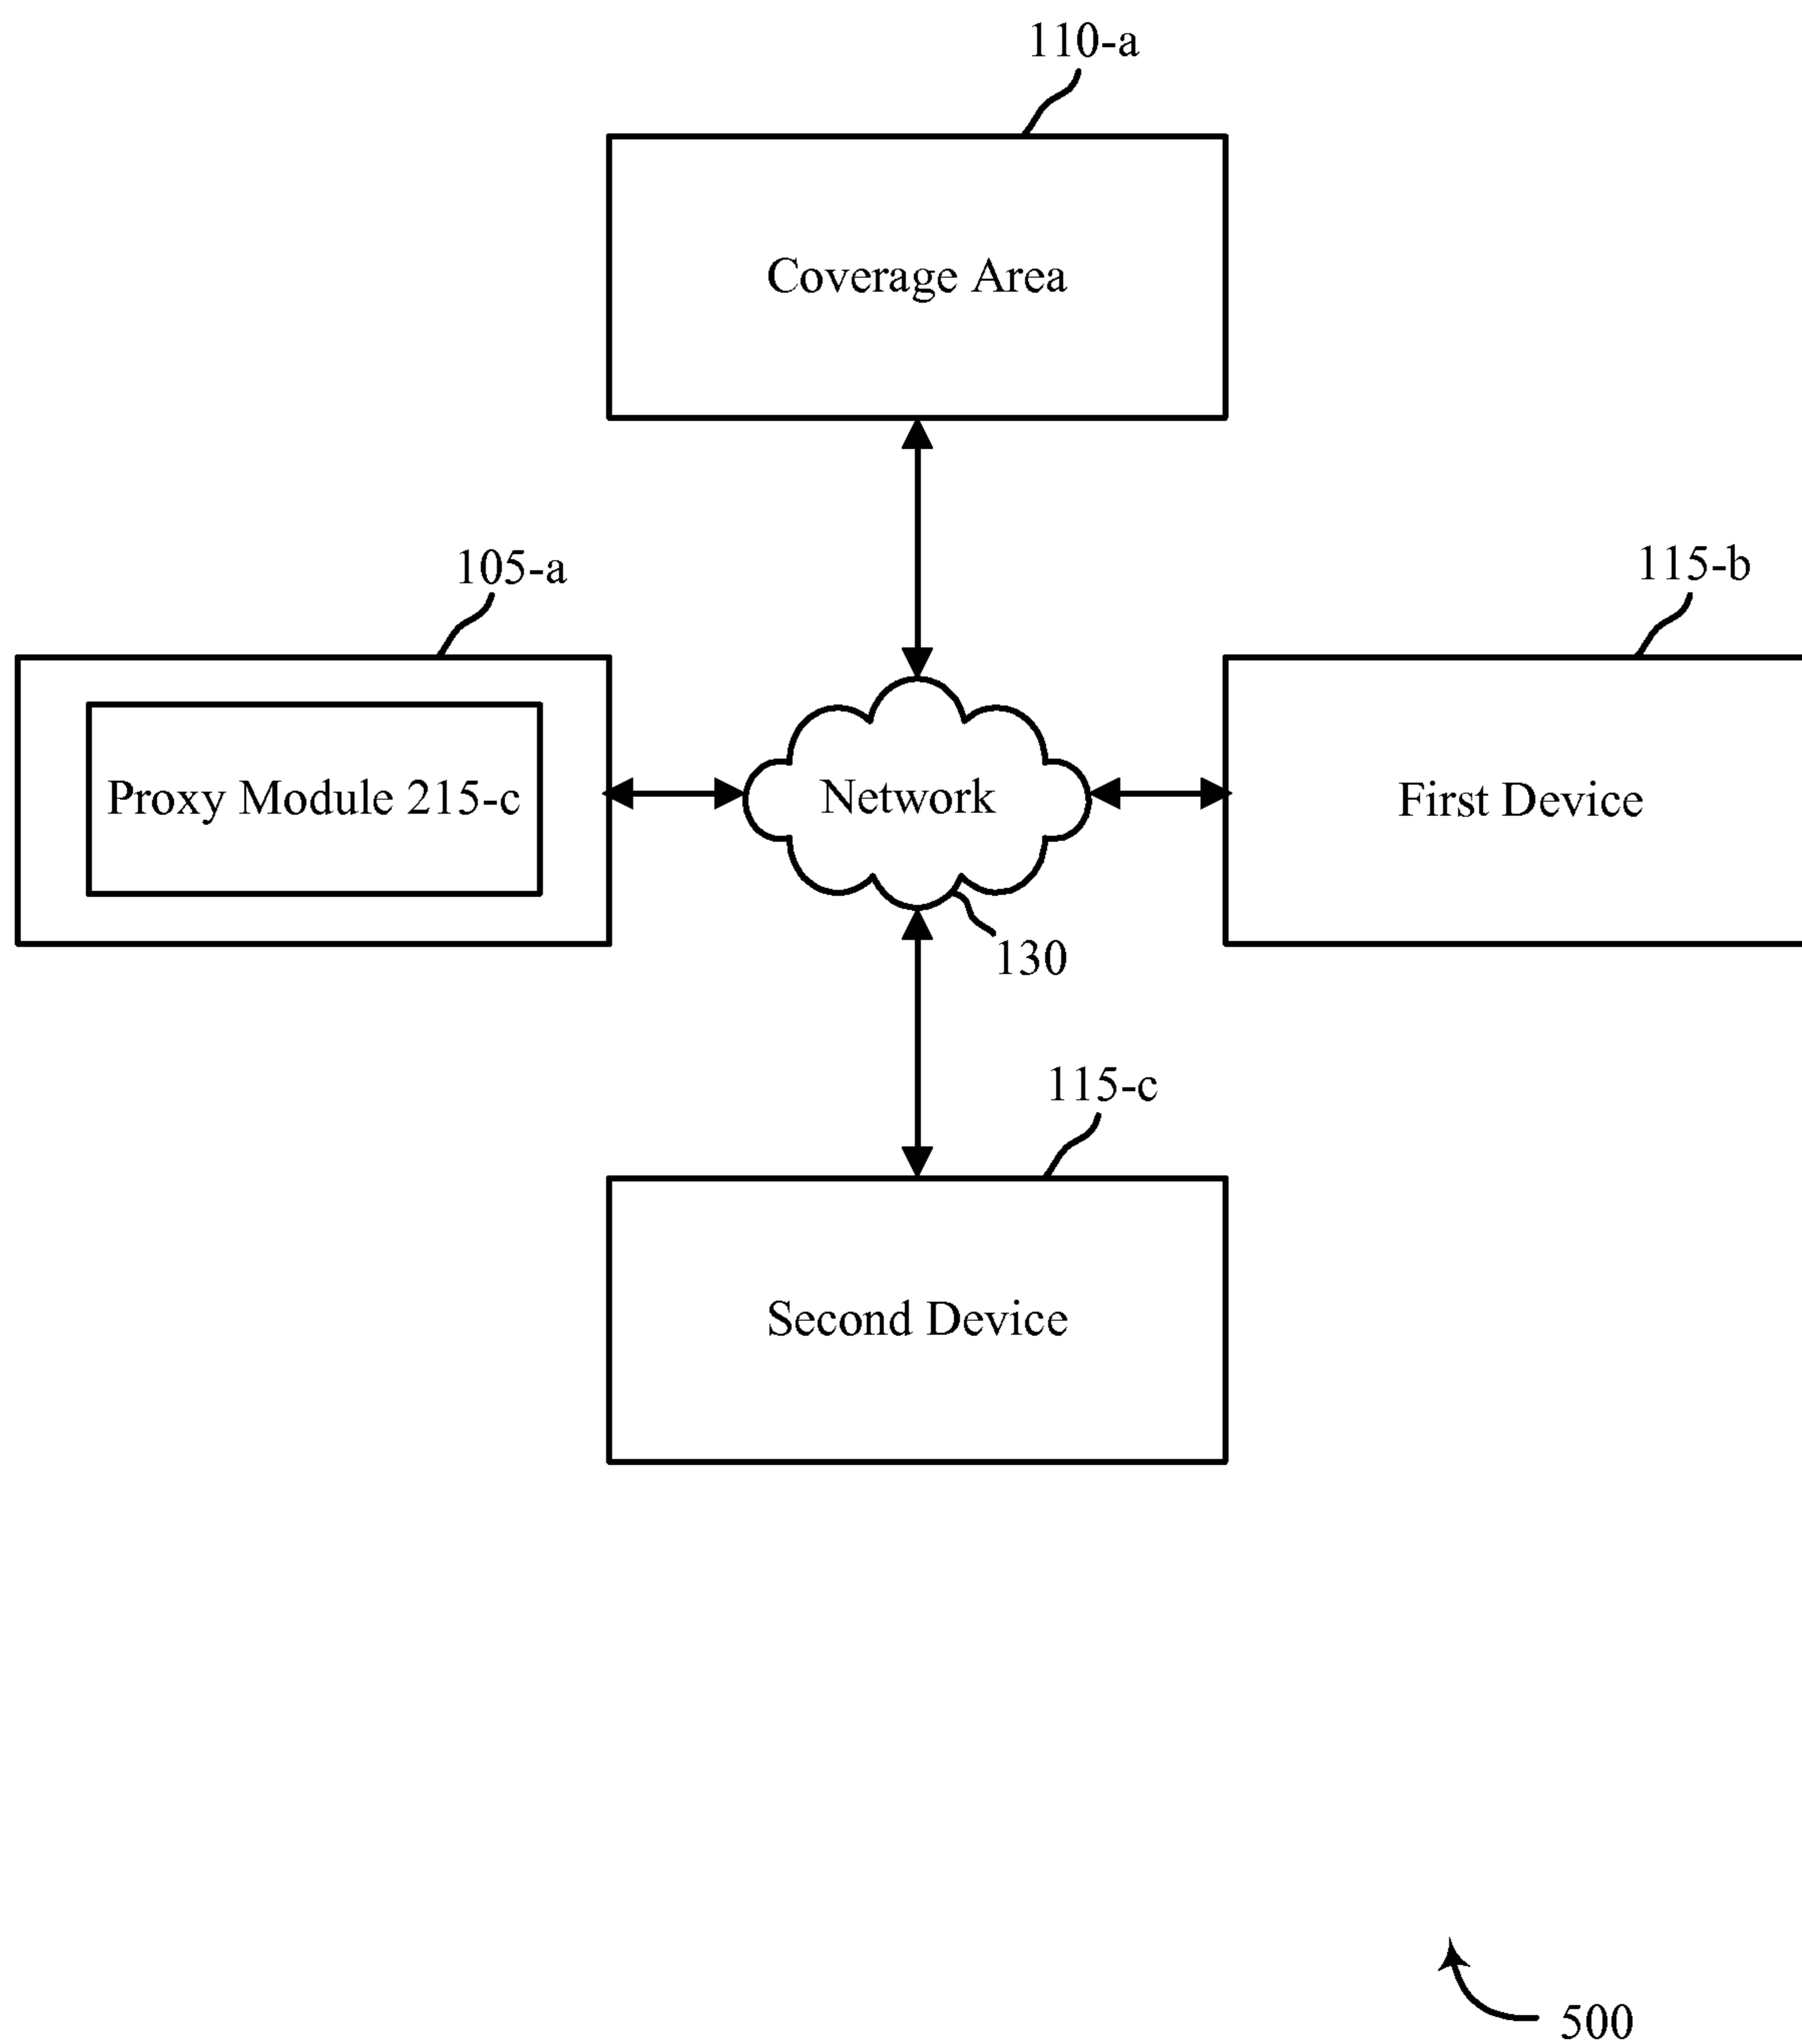 110-a
Coverage Area
105-a
115-b
Proxy Module 215-c
Network
First Device
130
115-c
Second Device
500